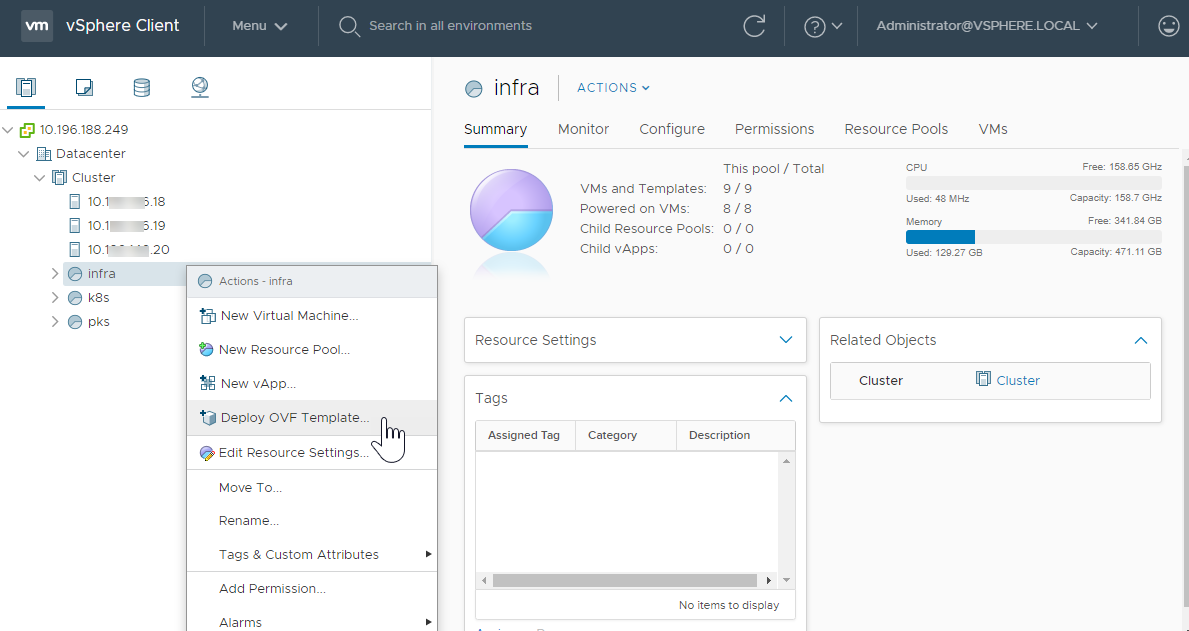 vm vSphere Client Menu Search in all environments Administrator@VSPHERE.LOCAL
10.196.188.249
Datacenter
Cluster
10.1 6.18
10.1 6.19
10.1 .20
infra
k8s
pks
Actions - infra
New Virtual Machine...
New Resource Pool...
New vApp...
Deploy OVF Template...
Edit Resource Settings...
Move To...
Rename...
Tags & Custom Attributes
Add Permission...
Alarms
infra ACTIONS
Summary Monitor Configure Permissions Resource Pools VMs
This pool / Total
VMs and Templates: 9 / 9
Powered on VMs: 8 / 8
Child Resource Pools: 0 / 0
Child vApps: 0 / 0
CPU Free: 158.65 GHz
Used: 48 MHz Capacity: 158.7 GHz
Memory Free: 341.84 GB
Used: 129.27 GB Capacity: 471.11 GB
Resource Settings
Tags
Assigned Tag Category Description
No items to display
Related Objects
Cluster Cluster